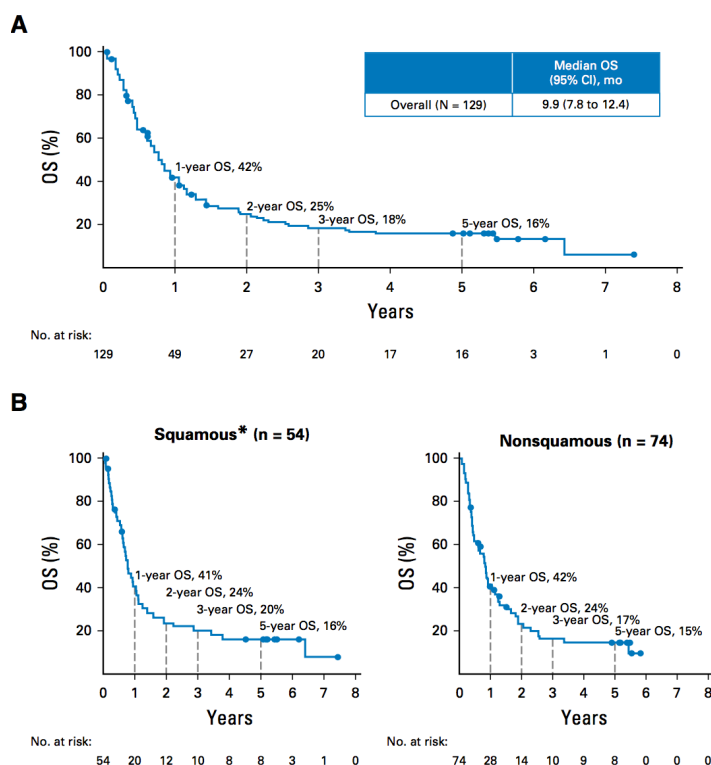 A
Median OS
(95% CI), mo
Overall (N = 129) 9.9 (7.8 to 12.4)
OS (%)
100
80
60
40
20
1-year OS, 42%
2-year OS, 25%
3-year OS, 18%
5-year OS, 16%
0 1 2 3 4 5 6 7 8
Years
No. at risk:
129 49 27 20 17 16 3 1 0
B
Squamous* (n = 54)
OS (%)
100
80
60
40
20
1-year OS, 41%
2-year OS, 24%
3-year OS, 20%
5-year OS, 16%
0 1 2 3 4 5 6 7 8
Years
No. at risk:
54 20 12 10 8 8 3 1 0
Nonsquamous (n = 74)
OS (%)
100
80
60
40
20
1-year OS, 42%
2-year OS, 24%
3-year OS, 17%
5-year OS, 15%
0 1 2 3 4 5 6 7 8
Years
No. at risk:
74 28 14 10 9 8 0 0 0